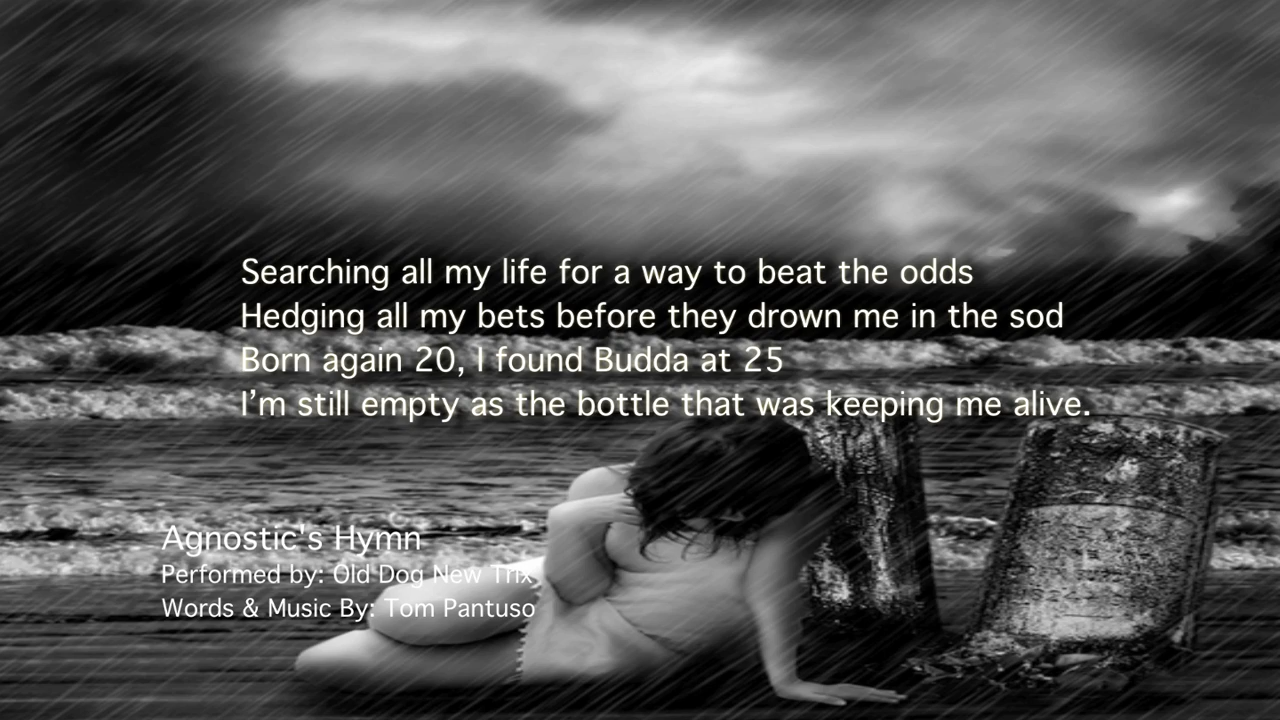 Searching all my life for a way to beat the odds
Hedging all my bets before they drown me in the sod
Born again 20, I found Budda at 25
I’m still empty as the bottle that was keeping me alive.
Agnostic's Hymn
Performed by: Old Dog New Trix
Words & Music By: Tom Pantuso